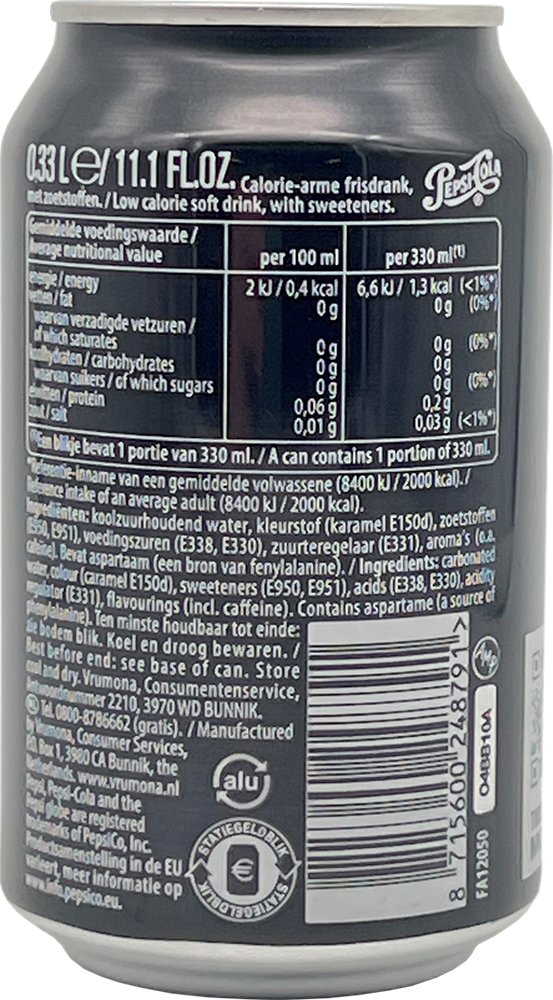 0,33 L ℮/ 11.1 FL.OZ. Calorie-arme frisdrank,
met zoetstoffen. / Low calorie soft drink, with sweeteners.
PEPSI-COLA ®
Gemiddelde voedingswaarde /
Average nutritional value
per 100 ml
per 330 ml(1)
energie / energy 2 kJ / 0,4 kcal 6,6 kJ / 1,3 kcal (<1%*)
vetten / fat 0 g 0 g (0%*)
waarvan verzadigde vetzuren /
of which saturates 0 g 0 g (0%*)
koolhydraten / carbohydrates 0 g 0 g
waarvan suikers / of which sugars 0 g 0 g (0%*)
eiwitten / protein 0,06 g 0,2 g
zout / salt 0,01 g 0,03 g (<1%*)
(1)Een blikje bevat 1 portie van 330 ml. / A can contains 1 portion of 330 ml.
*Referentie-inname van een gemiddelde volwassene (8400 kJ / 2000 kcal). /
Reference intake of an average adult (8400 kJ / 2000 kcal).
Ingrediënten: koolzuurhoudend water, kleurstof (karamel E150d), zoetstoffen
(E950, E951), voedingszuren (E338, E330), zuurteregelaar (E331), aroma's (o.a.
cafeïne). Bevat aspartaam (een bron van fenylalanine). / Ingredients: carbonated
water, colour (caramel E150d), sweeteners (E950, E951), acids (E338, E330), acidity
regulator (E331), flavourings (incl. caffeine). Contains aspartame (a source of
phenylalanine). Ten minste houdbaar tot einde:
zie bodem blik. Koel en droog bewaren. /
Best before end: see base of can. Store
cool and dry. Vrumona, Consumentenservice,
Antwoordnummer 2210, 3970 WD BUNNIK.
NL Tel. 0800-8786662 (gratis). / Manufactured
by Vrumona, Consumer Services,
P.O. Box 1, 3980 CA Bunnik, the
Netherlands. www.vrumona.nl
Pepsi, Pepsi-Cola and the
Pepsi globe are registered
trademarks of PepsiCo, Inc.
Productsamenstelling in de EU
varieert, meer informatie op
www.info.pepsico.eu.
alu
STATIEGELDBLIK
€
STATIEGELDBLIK
8 715600 248791 >
FA12050
04BB10A